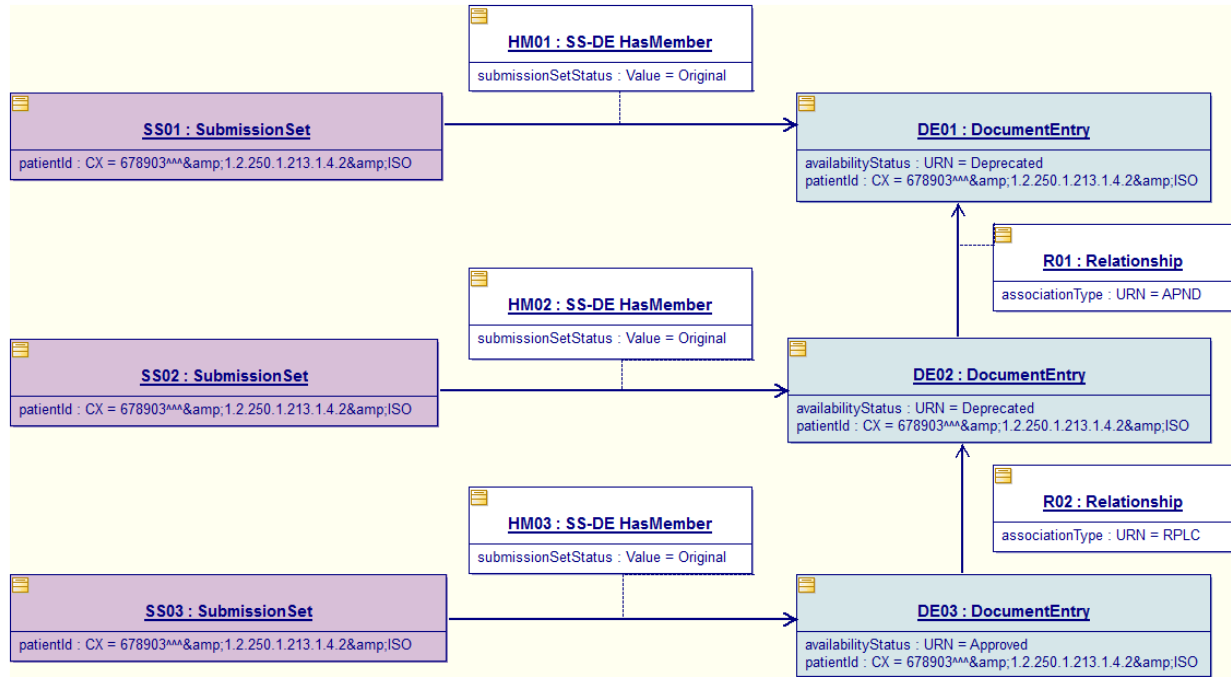 HM01 : SS-DE HasMember
submissionSetStatus : Value = Original
SS01 : SubmissionSet
patientId : CX = 678903^^^&amp;1.2.250.1.213.1.4.2&amp;ISO
DE01 : DocumentEntry
availabilityStatus : URN = Deprecated
patientId : CX = 678903^^^&amp;1.2.250.1.213.1.4.2&amp;ISO
R01 : Relationship
associationType : URN = APND
HM02 : SS-DE HasMember
submissionSetStatus : Value = Original
SS02 : SubmissionSet
patientId : CX = 678903^^^&amp;1.2.250.1.213.1.4.2&amp;ISO
DE02 : DocumentEntry
availabilityStatus : URN = Deprecated
patientId : CX = 678903^^^&amp;1.2.250.1.213.1.4.2&amp;ISO
R02 : Relationship
associationType : URN = RPLC
HM03 : SS-DE HasMember
submissionSetStatus : Value = Original
SS03 : SubmissionSet
patientId : CX = 678903^^^&amp;1.2.250.1.213.1.4.2&amp;ISO
DE03 : DocumentEntry
availabilityStatus : URN = Approved
patientId : CX = 678903^^^&amp;1.2.250.1.213.1.4.2&amp;ISO